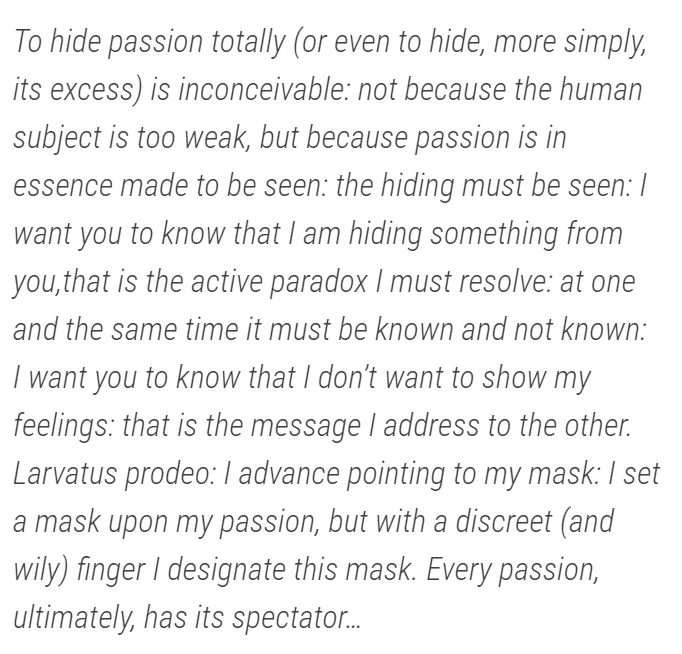 To hide passion totally (or even to hide, more simply,
its excess) is inconceivable: not because the human
subject is too weak, but because passion is in
essence made to be seen: the hiding must be seen: I
want you to know that I am hiding something from
you,that is the active paradox I must resolve: at one
and the same time it must be known and not known:
I want you to know that I don’t want to show my
feelings: that is the message I address to the other.
Larvatus prodeo: I advance pointing to my mask: I set
a mask upon my passion, but with a discreet (and
wily) finger I designate this mask. Every passion,
ultimately, has its spectator…